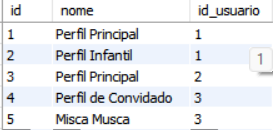 id nome id_usuario
1 Perfil Principal 1
2 Perfil Infantil 1
1
3 Perfil Principal 2
4 Perfil de Convidado 3
5 Misca Musca 3